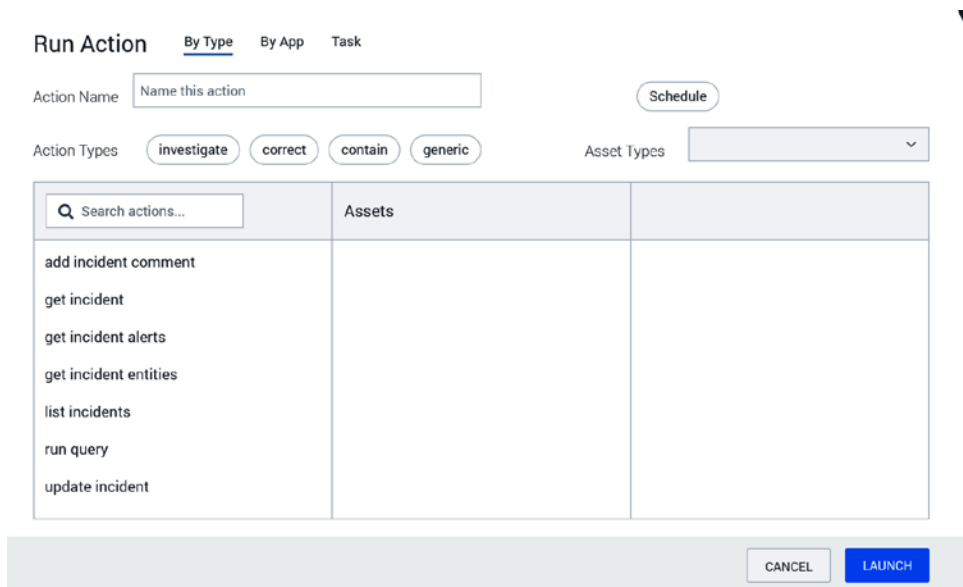 Run Action By Type By App Task
Action Name Name this action Schedule
Action Types investigate correct contain generic Asset Types
Search actions... Assets
add incident comment
get incident
get incident alerts
get incident entities
list incidents
run query
update incident
CANCEL LAUNCH